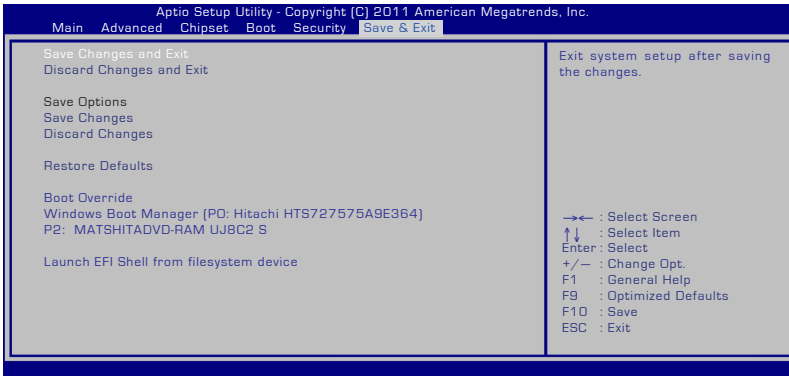 Aptio Setup Utility - Copyright (C) 2011 American Megatrends, Inc.
Main Advanced Chipset Boot Security Save & Exit
Save Changes and Exit
Discard Changes and Exit
Save Options
Save Changes
Discard Changes
Restore Defaults
Boot Override
Windows Boot Manager (P0: Hitachi HTS727575A9E364)
P2: MATSHITADVD-RAM UJ8C2 S
Launch EFI Shell from filesystem device
Exit system setup after saving
the changes.
→← : Select Screen
↑↓ : Select Item
Enter : Select
+/— : Change Opt.
F1 : General Help
F9 : Optimized Defaults
F10 : Save
ESC : Exit